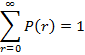 ∞
∑ P(r) = 1
r=0